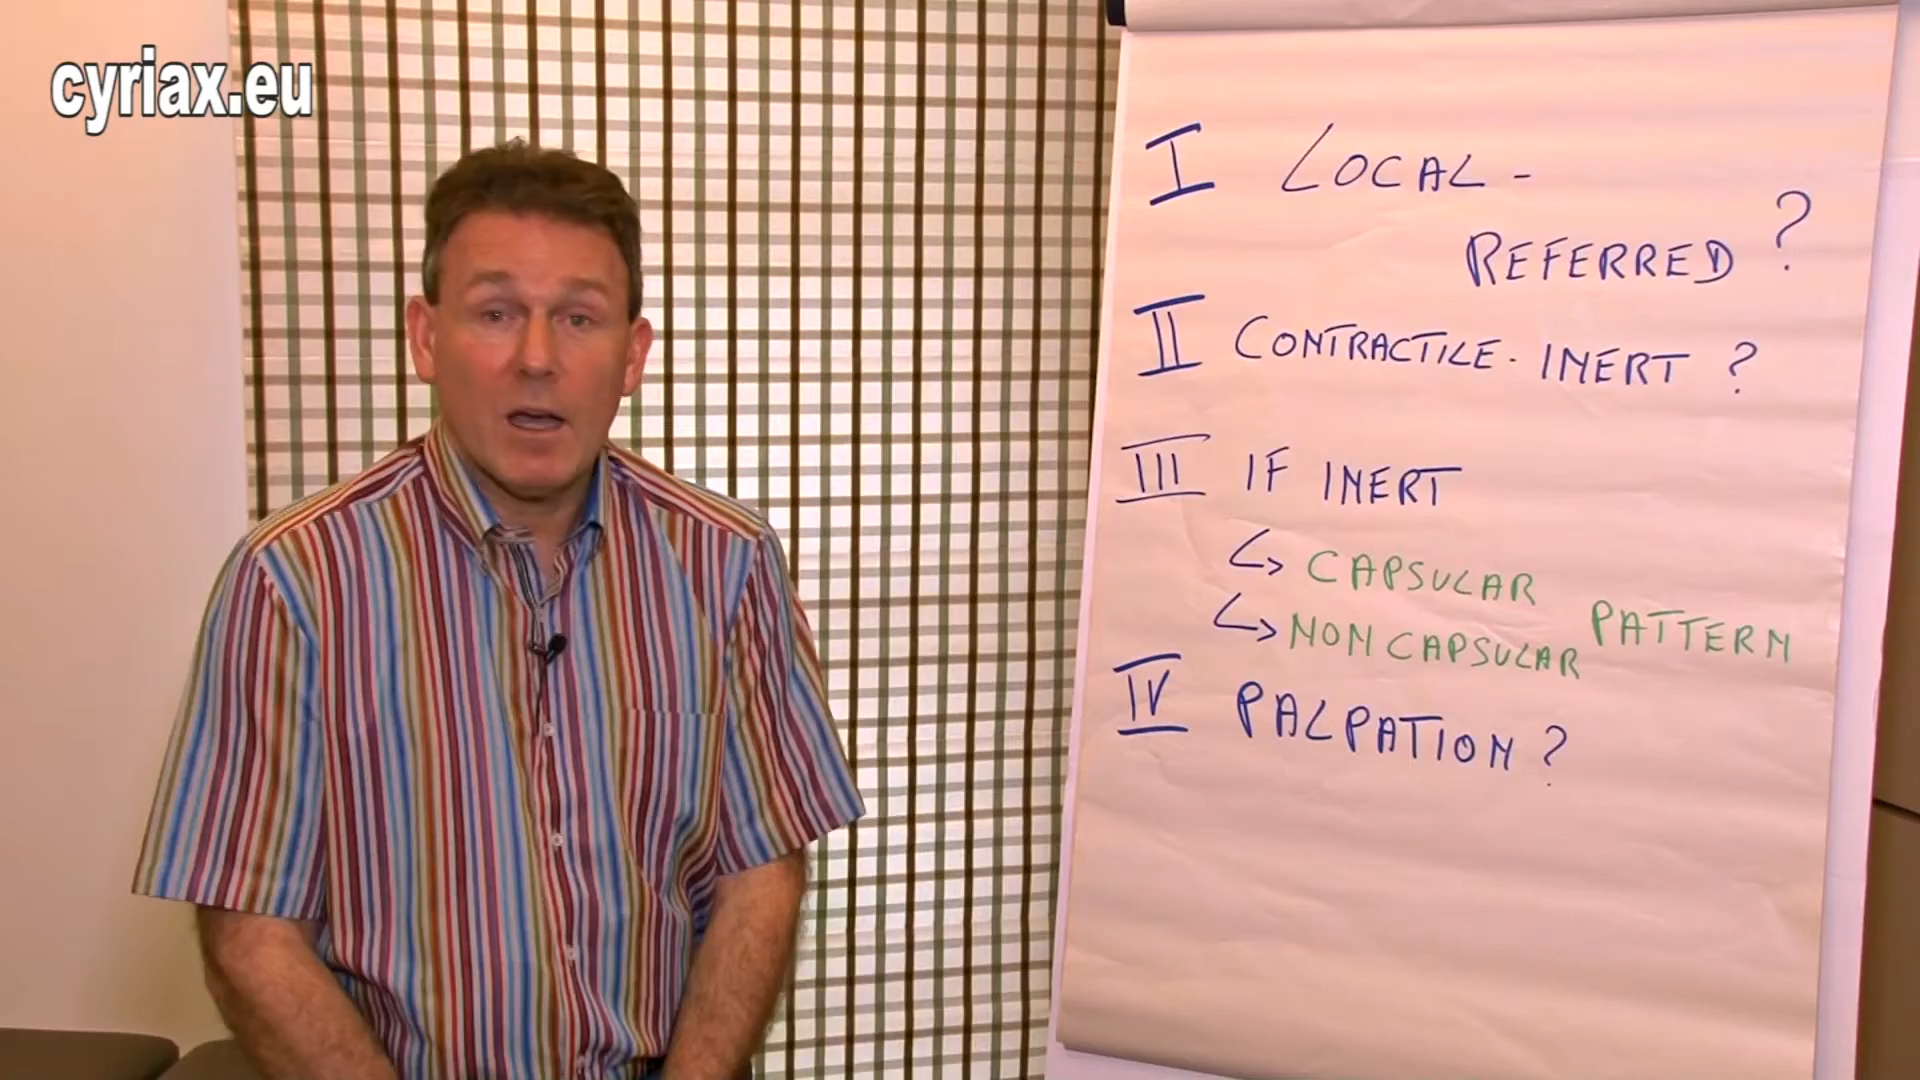 cyriax.eu
I LOCAL -
REFERRED ?
II CONTRACTILE - INERT ?
III IF INERT
↳ CAPSULAR
↳ NON CAPSULAR PATTERN
IV PALPATION ?